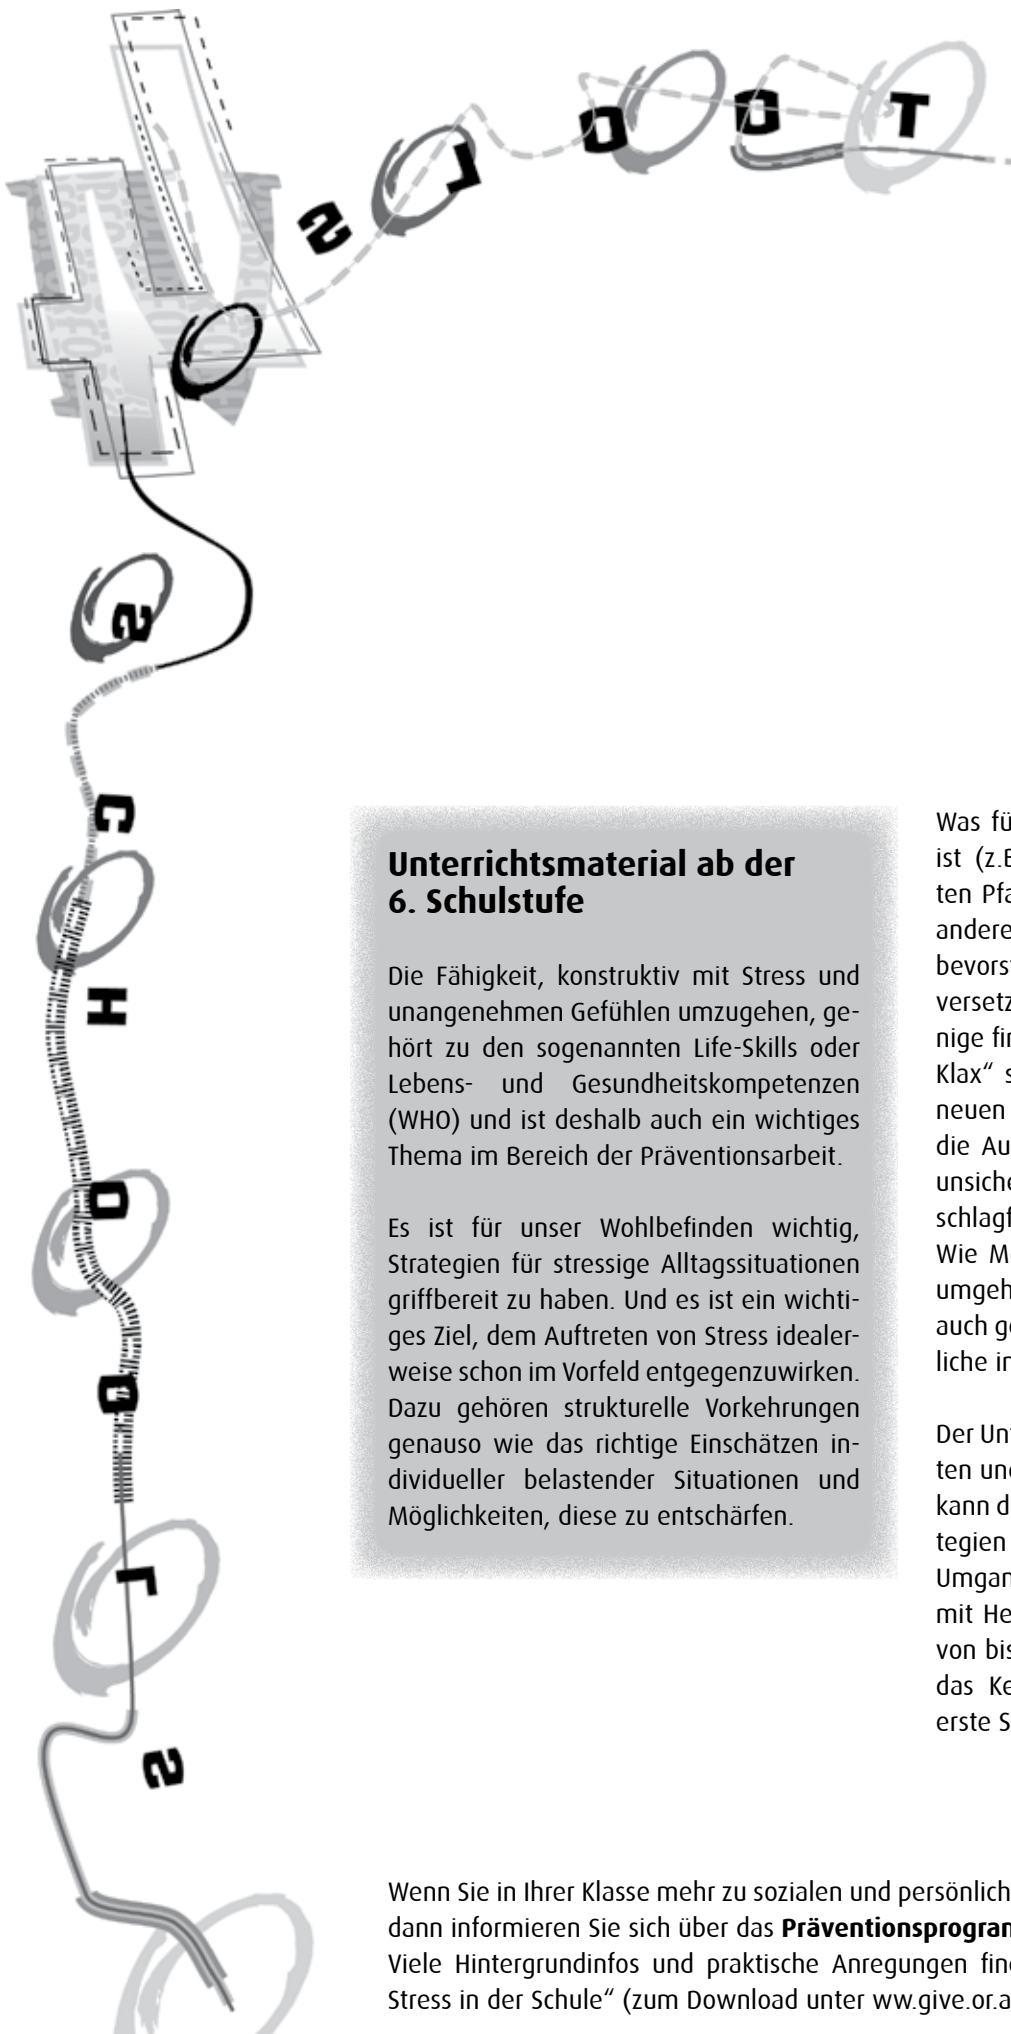 TOOLS
SCHOOLS
Unterrichtsmaterial ab der
6. Schulstufe
Die Fähigkeit, konstruktiv mit Stress und
unangenehmen Gefühlen umzugehen, ge-
hört zu den sogenannten Life-Skills oder
Lebens- und Gesundheitskompetenzen
(WHO) und ist deshalb auch ein wichtiges
Thema im Bereich der Präventionsarbeit.
Es ist für unser Wohlbefinden wichtig,
Strategien für stressige Alltagssituationen
griffbereit zu haben. Und es ist ein wichti-
ges Ziel, dem Auftreten von Stress idealer-
weise schon im Vorfeld entgegenzuwirken.
Dazu gehören strukturelle Vorkehrungen
genauso wie das richtige Einschätzen in-
dividueller belastender Situationen und
Möglichkeiten, diese zu entschärfen.
Was fü
ist (z.B
ten Pfa
andere
bevorst
versetz
nige fin
Klax“ s
neuen
die Au
unsiche
schlagf
Wie Me
umgeh
auch ge
liche in
Der Unt
ten und
kann d
tegien
Umgan
mit He
von bis
das Ke
erste S
Wenn Sie in Ihrer Klasse mehr zu sozialen und persönlich
dann informieren Sie sich über das Präventionsprogram
Viele Hintergrundinfos und praktische Anregungen find
Stress in der Schule“ (zum Download unter ww.give.or.a